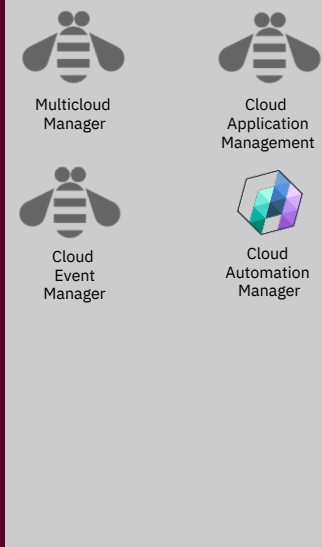 Multicloud
Manager
Cloud
Application
Management
Cloud
Event
Manager
Cloud
Automation
Manager